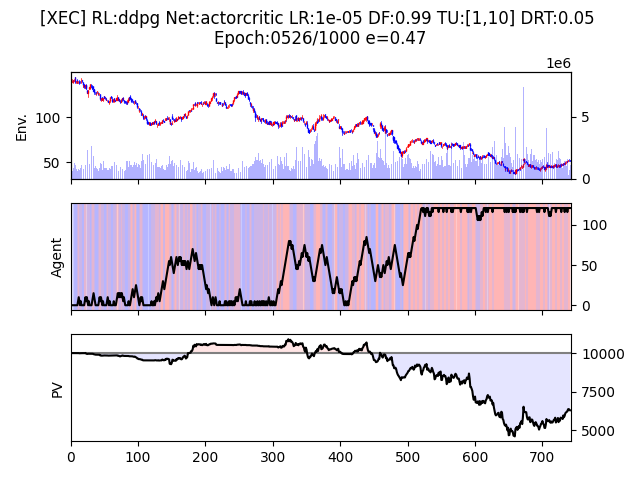 [XEC] RL:ddpg Net:actorcritic LR:1e-05 DF:0.99 TU:[1,10] DRT:0.05
Epoch:0526/1000 e=0.47
1e6
Env.
100
50
5
0
Agent
100
50
0
PV
10000
7500
5000
0 100 200 300 400 500 600 700